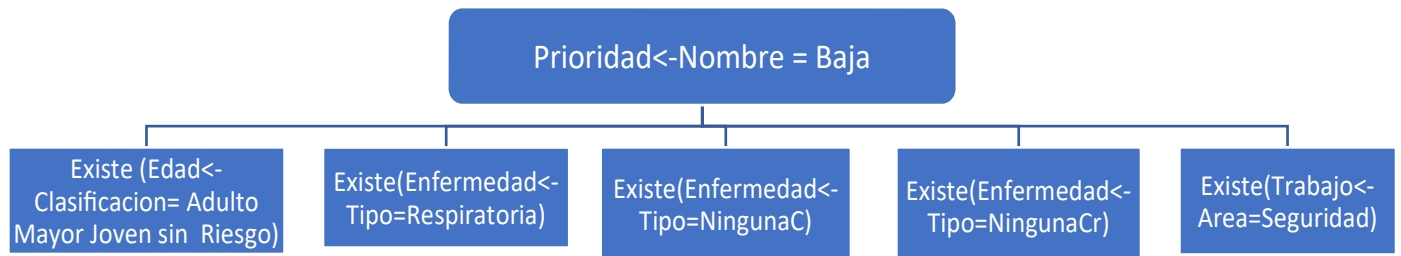 Prioridad<-Nombre = Baja
Existe (Edad<-
Clasificacion= Adulto
Mayor Joven sin  Riesgo)
Existe(Enfermedad<-
Tipo=Respiratoria)
Existe(Enfermedad<-
Tipo=NingunaC)
Existe(Enfermedad<-
Tipo=NingunaCr)
Existe(Trabajo<-
Area=Seguridad)